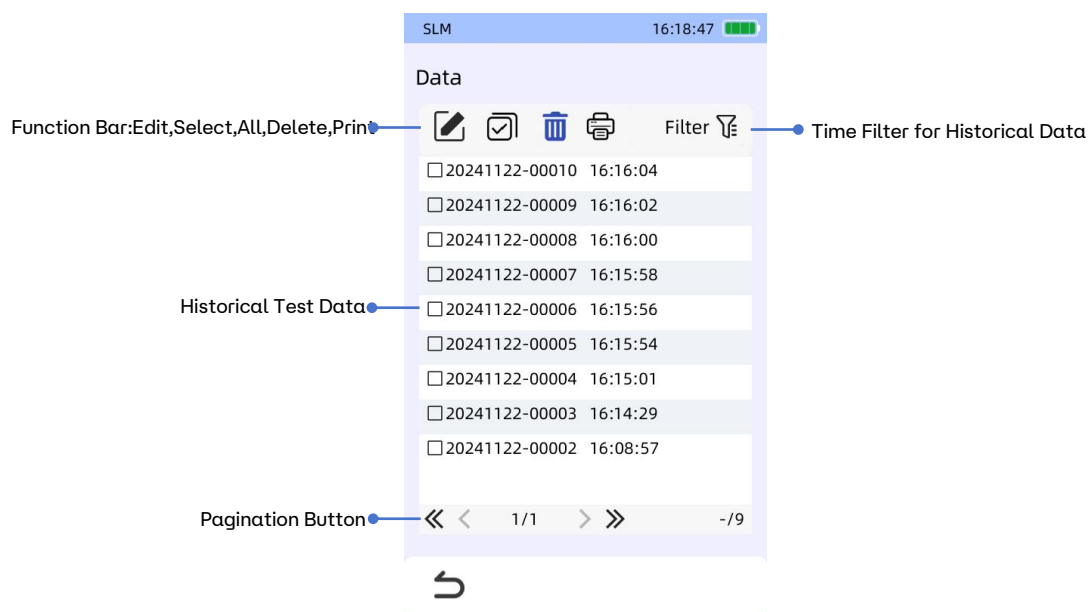 SLM 16:18:47
Data
Function Bar:Edit,Select,All,Delete,Print
Filter
Time Filter for Historical Data
20241122-00010 16:16:04
20241122-00009 16:16:02
20241122-00008 16:16:00
20241122-00007 16:15:58
Historical Test Data
20241122-00006 16:15:56
20241122-00005 16:15:54
20241122-00004 16:15:01
20241122-00003 16:14:29
20241122-00002 16:08:57
Pagination Button
1/1 -/9